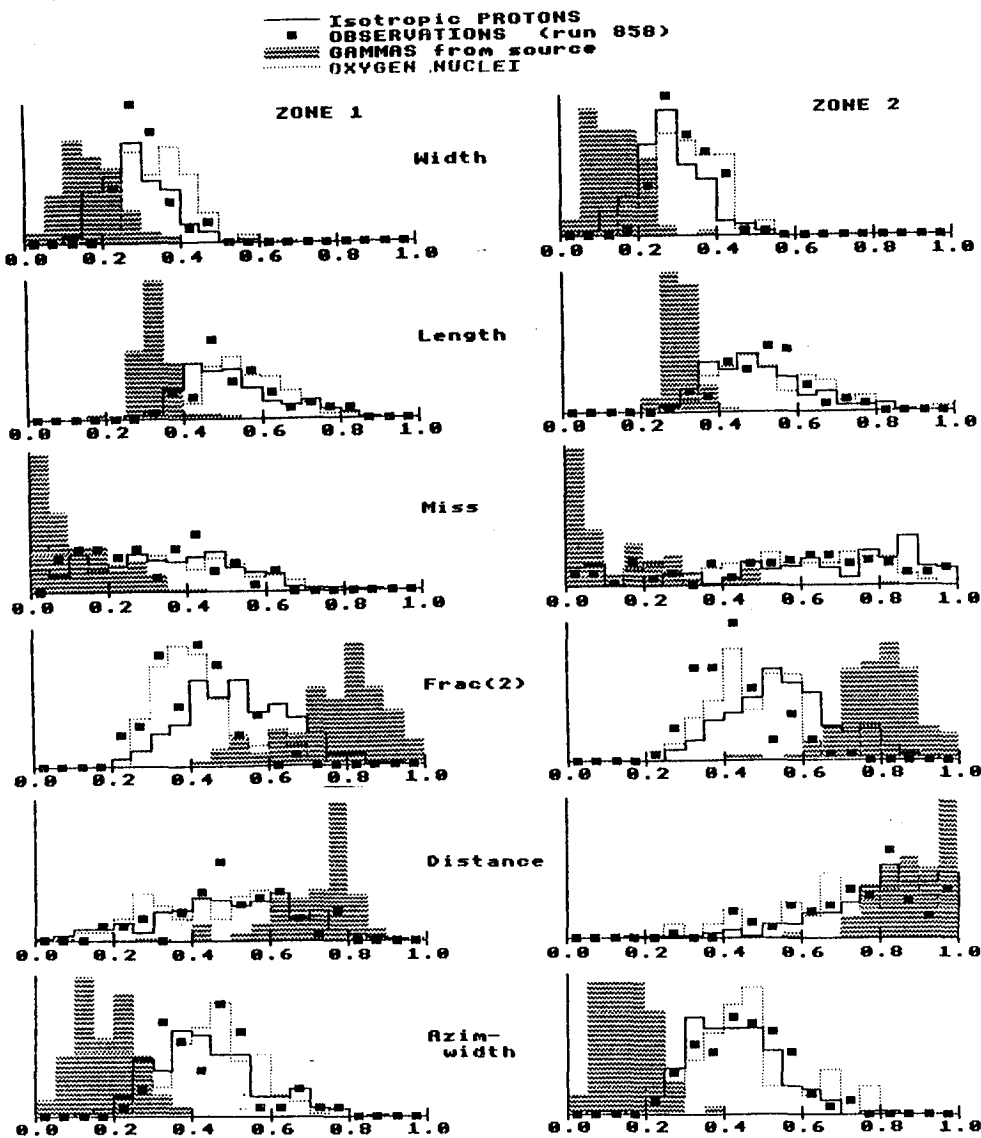 Isotropic PROTONS
OBSERVATIONS (run 858)
GAMMAS from source
OXYGEN NUCLEI
ZONE 1
ZONE 2
Width
0.0 0.2 0.4 0.6 0.8 1.0
0.0 0.2 0.4 0.6 0.8 1.0
Length
0.0 0.2 0.4 0.6 0.8 1.0
0.0 0.2 0.4 0.6 0.8 1.0
Miss
0.0 0.2 0.4 0.6 0.8 1.0
0.0 0.2 0.4 0.6 0.8 1.0
Frac(2)
0.0 0.2 0.4 0.6 0.8 1.0
0.0 0.2 0.4 0.6 0.8 1.0
Distance
0.0 0.2 0.4 0.6 0.8 1.0
0.0 0.2 0.4 0.6 0.8 1.0
Azim-
width
0.0 0.2 0.4 0.6 0.8 1.0
0.0 0.2 0.4 0.6 0.8 1.0